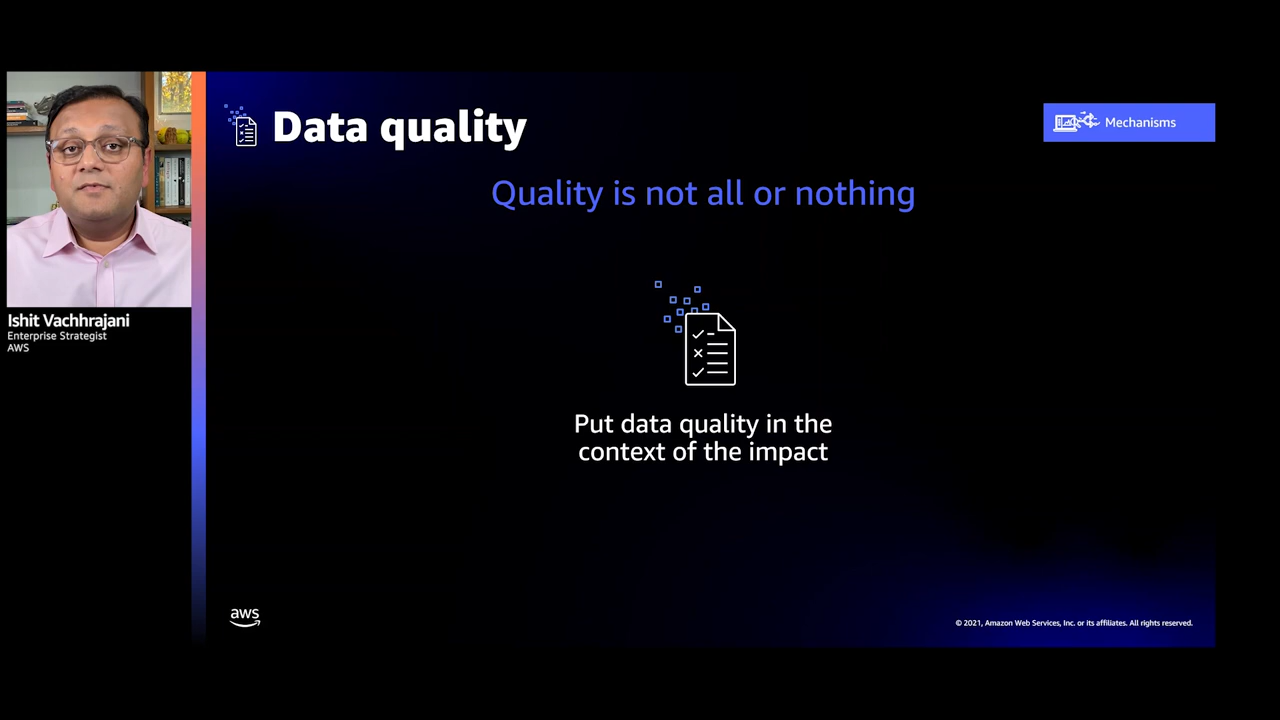 Data quality
Mechanisms
Quality is not all or nothing
Ishit Vachhrajani
Enterprise Strategist
AWS
Put data quality in the
context of the impact
aws
© 2021, Amazon Web Services, Inc. or its affiliates. All rights reserved.